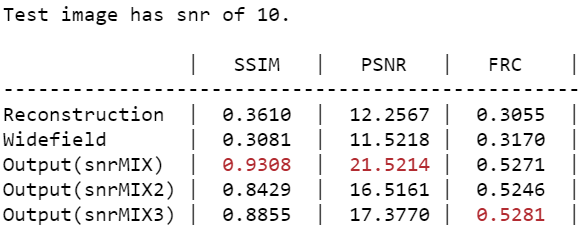 Test image has snr of 10.
| SSIM | PSNR | FRC |
--------------------------------------------------
Reconstruction | 0.3610 | 12.2567 | 0.3055 |
Widefield | 0.3081 | 11.5218 | 0.3170 |
Output(snrMIX) | 0.9308 | 21.5214 | 0.5271 |
Output(snrMIX2) | 0.8429 | 16.5161 | 0.5246 |
Output(snrMIX3) | 0.8855 | 17.3770 | 0.5281 |